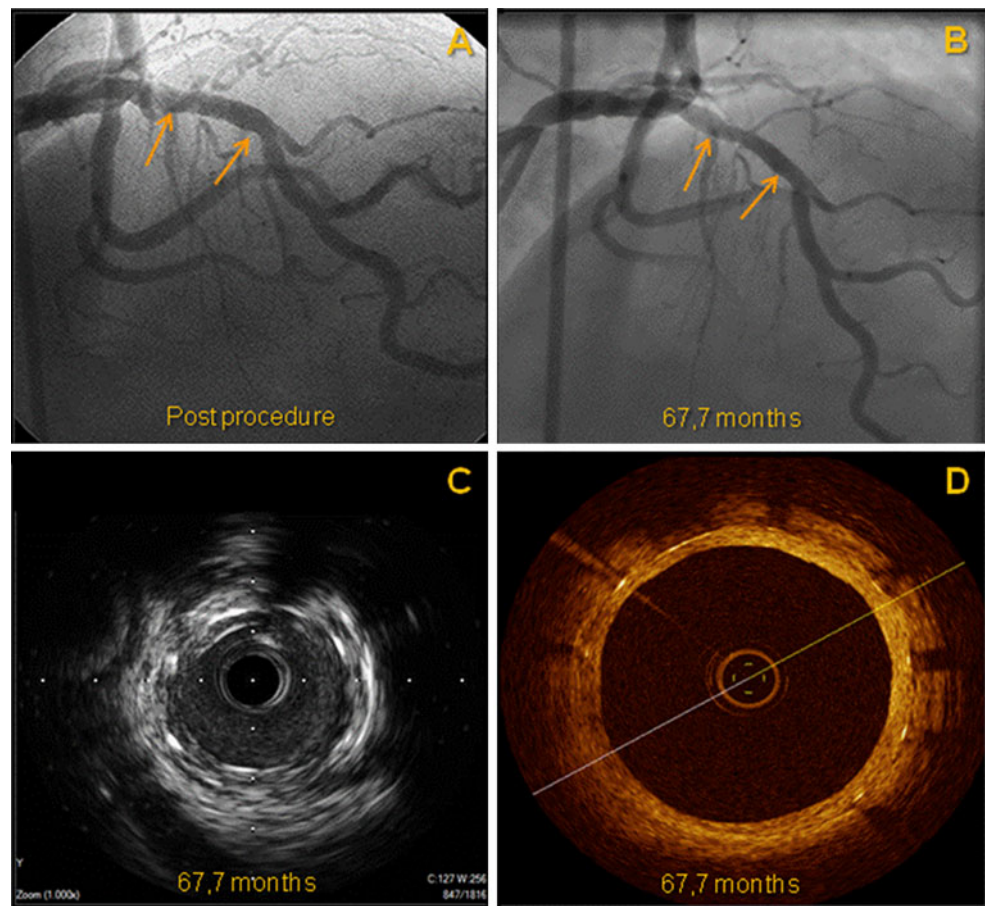 A
Post procedure
B
67,7 months
C
67,7 months
Y
Zoom (1.000x)
C:127 W:256
847/1816
D
67,7 months